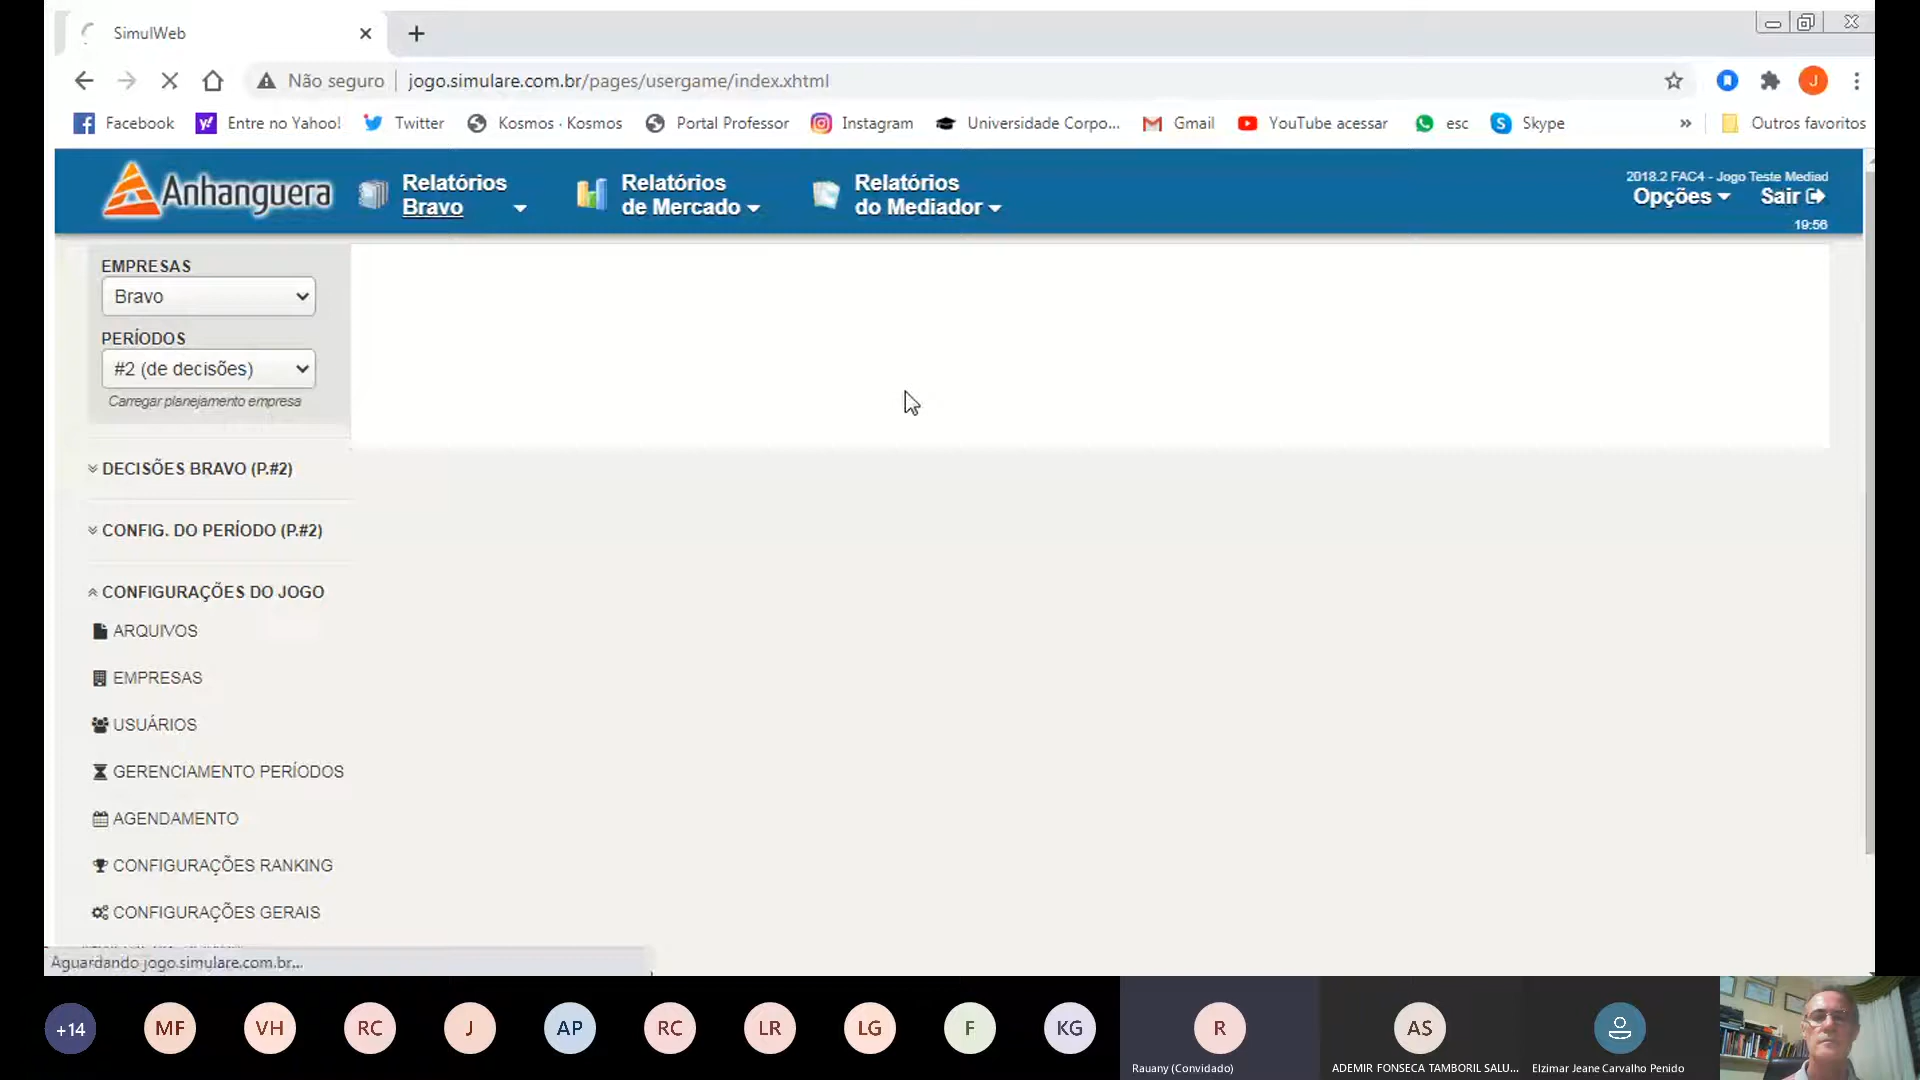 SimulWeb
Não seguro
jogo.simulare.com.br/pages/usergame/index.xhtml
J
Facebook
Entre no Yahoo!
Twitter
Kosmos · Kosmos
Portal Professor
Instagram
Universidade Corpo...
Gmail
YouTube acessar
esc
Skype
»
Outros favoritos
Anhanguera
Relatórios
Bravo
Relatórios
de Mercado
Relatórios
do Mediador
2018.2 FAC4 - Jogo Teste Mediad
Opções
Sair
19:56
EMPRESAS
Bravo
PERÍODOS
#2 (de decisões)
Carregar planejamento empresa
DECISÕES BRAVO (P.#2)
CONFIG. DO PERÍODO (P.#2)
CONFIGURAÇÕES DO JOGO
ARQUIVOS
EMPRESAS
USUÁRIOS
GERENCIAMENTO PERÍODOS
AGENDAMENTO
CONFIGURAÇÕES RANKING
CONFIGURAÇÕES GERAIS
Aguardando jogo.simulare.com.br...
+14
MF
VH
RC
J
AP
RC
LR
LG
F
KG
R
Rauany (Convidado)
AS
ADEMIR FONSECA TAMBORIL SALU...
Elzimar Jeane Carvalho Penido